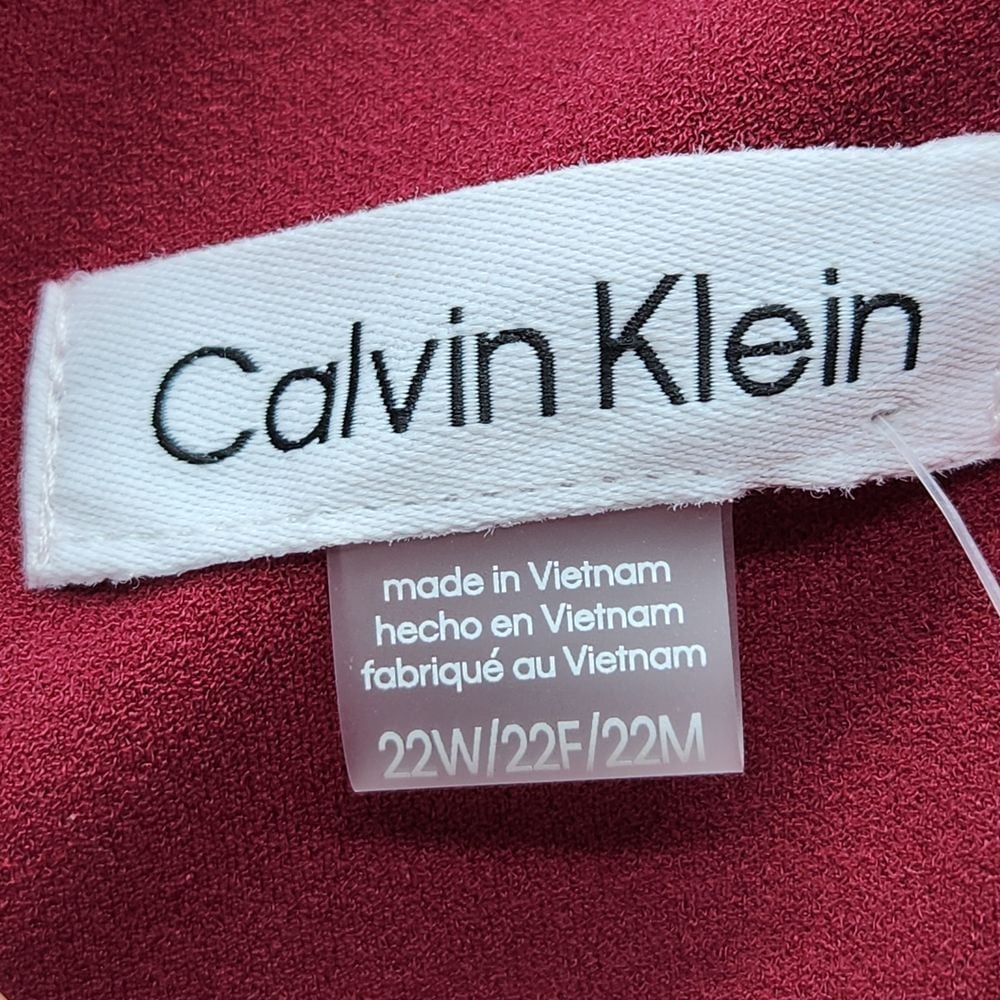 Calvin Klein
made in Vietnam
hecho en Vietnam
fabriqué au Vietnam
22W/22F/22M